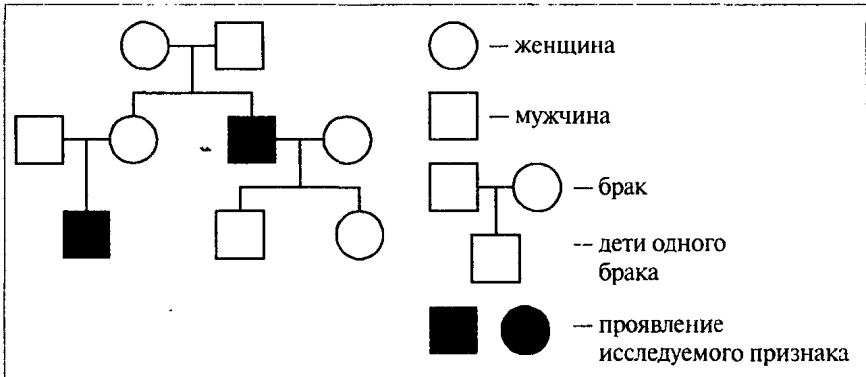 — женщина
— мужчина
— брак
-- дети одного
брака
— проявление
исследуемого признака